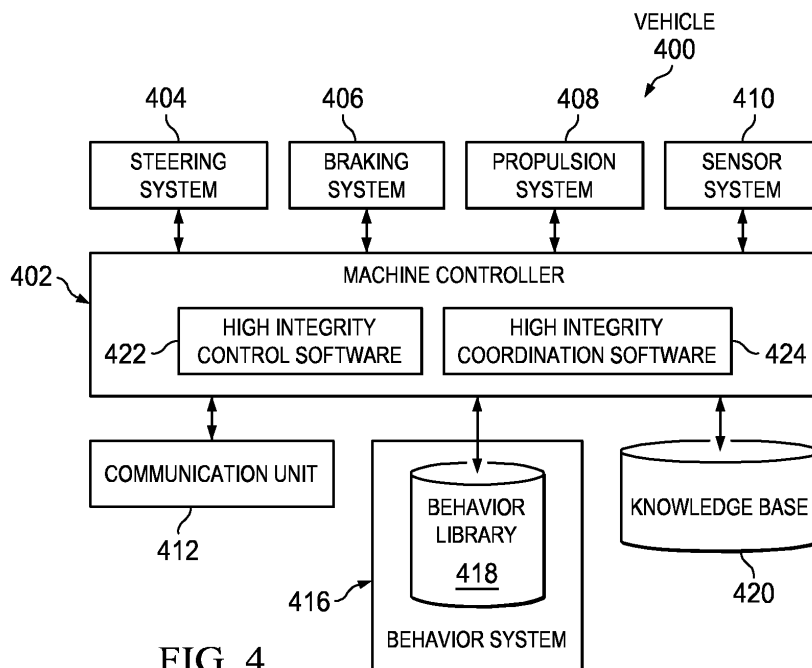 VEHICLE
400
404
406
408
410
STEERING
SYSTEM
BRAKING
SYSTEM
PROPULSION
SYSTEM
SENSOR
SYSTEM
402
MACHINE CONTROLLER
422
HIGH INTEGRITY
CONTROL SOFTWARE
HIGH INTEGRITY
COORDINATION SOFTWARE
424
COMMUNICATION UNIT
412
BEHAVIOR
LIBRARY
418
416
BEHAVIOR SYSTEM
KNOWLEDGE BASE
420
FIG. 4